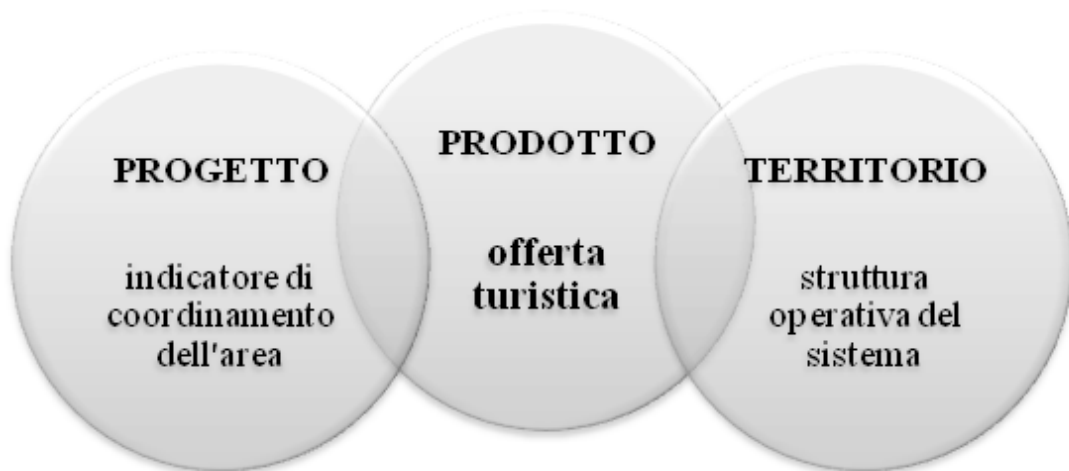 PROGETTO
indicatore di
coordinamento
dell'area
PRODOTTO
offerta
turistica
TERRITORIO
struttura
operativa del
sistema